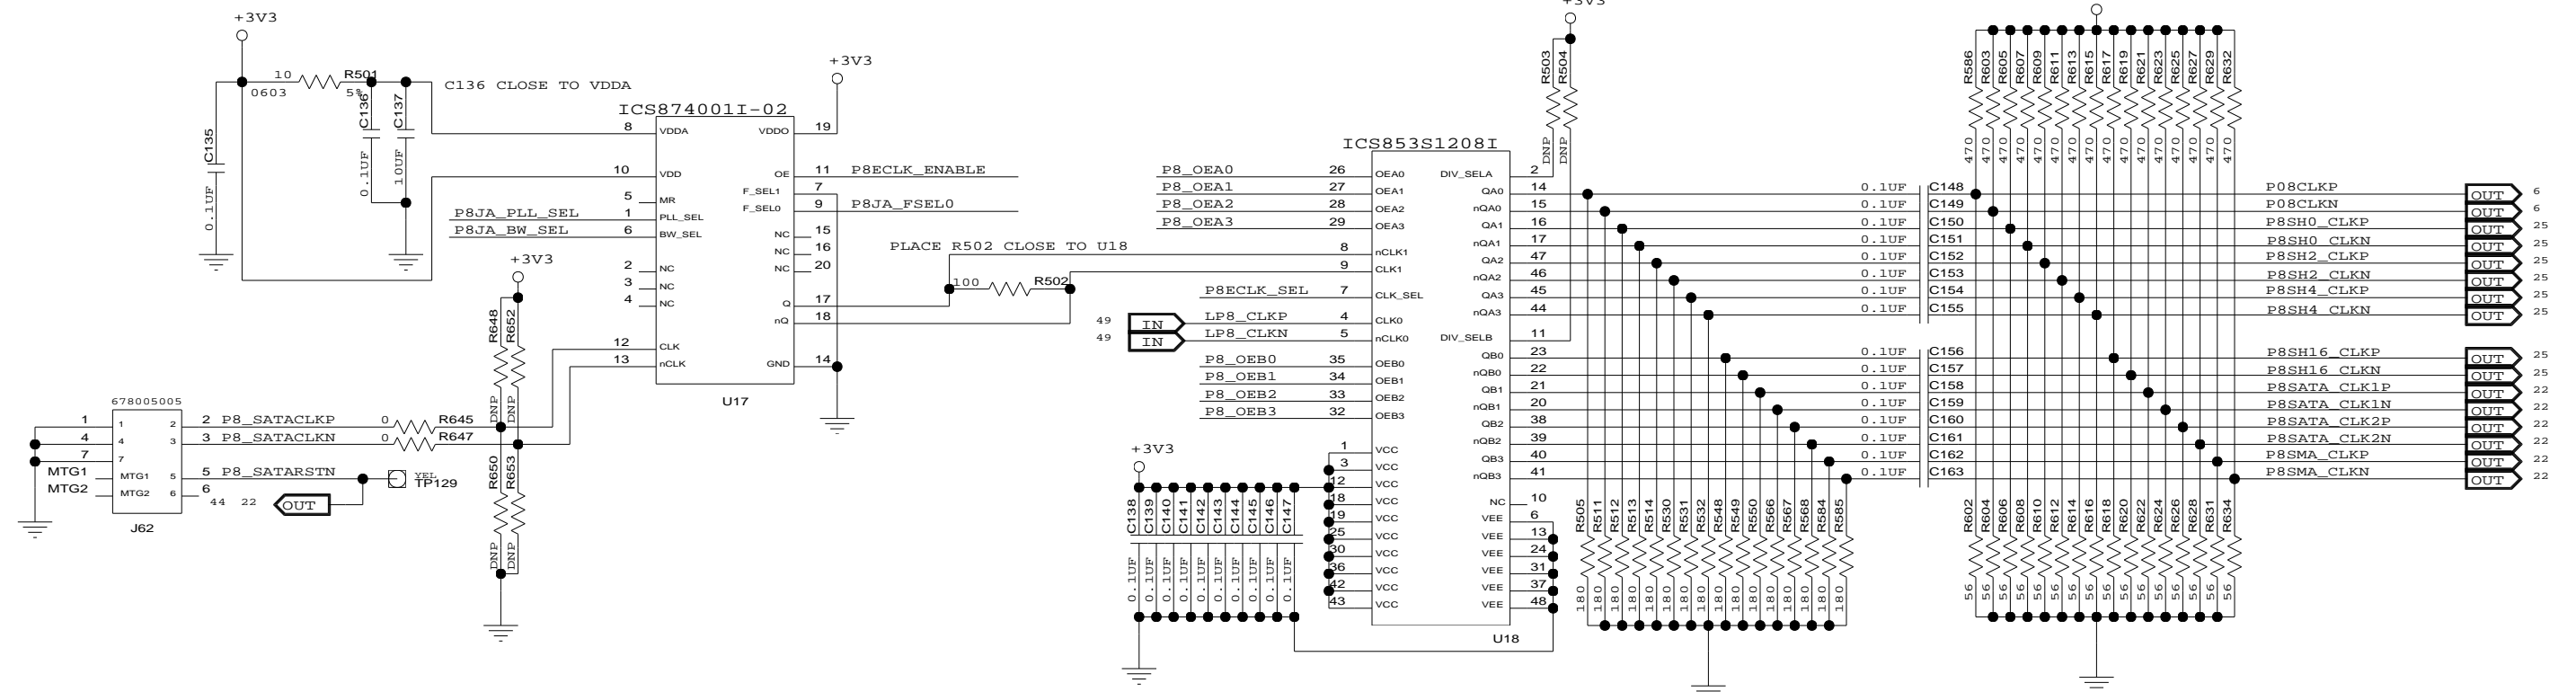 +3V3
10
R501
0603
5%
C136 CLOSE TO VDDA
C135
0.1UF
C136
0.1UF
C137
10UF
+3V3
ICS874001I-02
8 VDDA VDDO 19
10 VDD OE 11 P8ECLK_ENABLE
5 MR F_SEL1 7
P8JA_PLL_SEL 1 PLL_SEL F_SEL0 9 P8JA_FSEL0
P8JA_BW_SEL 6 BW_SEL NC 15
NC 16
2 NC NC 20
3 NC
4 NC Q 17
nQ 18
12 CLK
13 nCLK GND 14
U17
PLACE R502 CLOSE TO U18
100 R502
+3V3
R648 R652
DNP DNP
R650 R653
DNP DNP
678005005
1 1 2 2 P8_SATACLKP 0 R645
4 4 3 3 P8_SATACLKN 0 R647
7 7
MTG1 MTG1 5 5 P8_SATARSTN YEL TP129
MTG2 MTG2 6 6
44 22 OUT
J62
+3V3
R503 R504
DNP DNP
ICS853S1208I
P8_OEA0 26 OEA0 DIV_SELA 2
P8_OEA1 27 OEA1 QA0 14
P8_OEA2 28 OEA2 nQA0 15
P8_OEA3 29 OEA3 QA1 16
8 nCLK1 nQA1 17
9 CLK1 QA2 47
nQA2 46
P8ECLK_SEL 7 CLK_SEL QA3 45
49 IN LP8_CLKP 4 CLK0 nQA3 44
49 IN LP8_CLKN 5 nCLK0 DIV_SELB 11
P8_OEB0 35 OEB0 QB0 23
P8_OEB1 34 OEB1 nQB0 22
P8_OEB2 33 OEB2 QB1 21
P8_OEB3 32 OEB3 nQB1 20
QB2 38
nQB2 39
QB3 40
nQB3 41
1 VCC
3 VCC
12 VCC
18 VCC NC 10
19 VCC VEE 6
25 VCC VEE 13
30 VCC VEE 24
36 VCC VEE 31
42 VCC VEE 37
43 VCC VEE 48
U18
+3V3
C138 C139 C140 C141 C142 C143 C144 C145 C146 C147
0.1UF 0.1UF 0.1UF 0.1UF 0.1UF 0.1UF 0.1UF 0.1UF 0.1UF 0.1UF
R505 R511 R512 R513 R514 R530 R531 R532 R548 R549 R550 R566 R567 R568 R584 R585
180 180 180 180 180 180 180 180 180 180 180 180 180 180 180 180
R586 R603 R605 R607 R609 R611 R613 R615 R617 R619 R621 R623 R625 R627 R629 R632
470 470 470 470 470 470 470 470 470 470 470 470 470 470 470 470
0.1UF C148 P08CLKP OUT 6
0.1UF C149 P08CLKN OUT 6
0.1UF C150 P8SH0_CLKP OUT 25
0.1UF C151 P8SH0_CLKN OUT 25
0.1UF C152 P8SH2_CLKP OUT 25
0.1UF C153 P8SH2_CLKN OUT 25
0.1UF C154 P8SH4_CLKP OUT 25
0.1UF C155 P8SH4_CLKN OUT 25
0.1UF C156 P8SH16_CLKP OUT 25
0.1UF C157 P8SH16_CLKN OUT 25
0.1UF C158 P8SATA_CLK1P OUT 22
0.1UF C159 P8SATA_CLK1N OUT 22
0.1UF C160 P8SATA_CLK2P OUT 22
0.1UF C161 P8SATA_CLK2N OUT 22
0.1UF C162 P8SMA_CLKP OUT 22
0.1UF C163 P8SMA_CLKN OUT 22
R602 R604 R606 R608 R610 R612 R614 R616 R618 R620 R622 R624 R626 R628 R631 R634
56 56 56 56 56 56 56 56 56 56 56 56 56 56 56 56